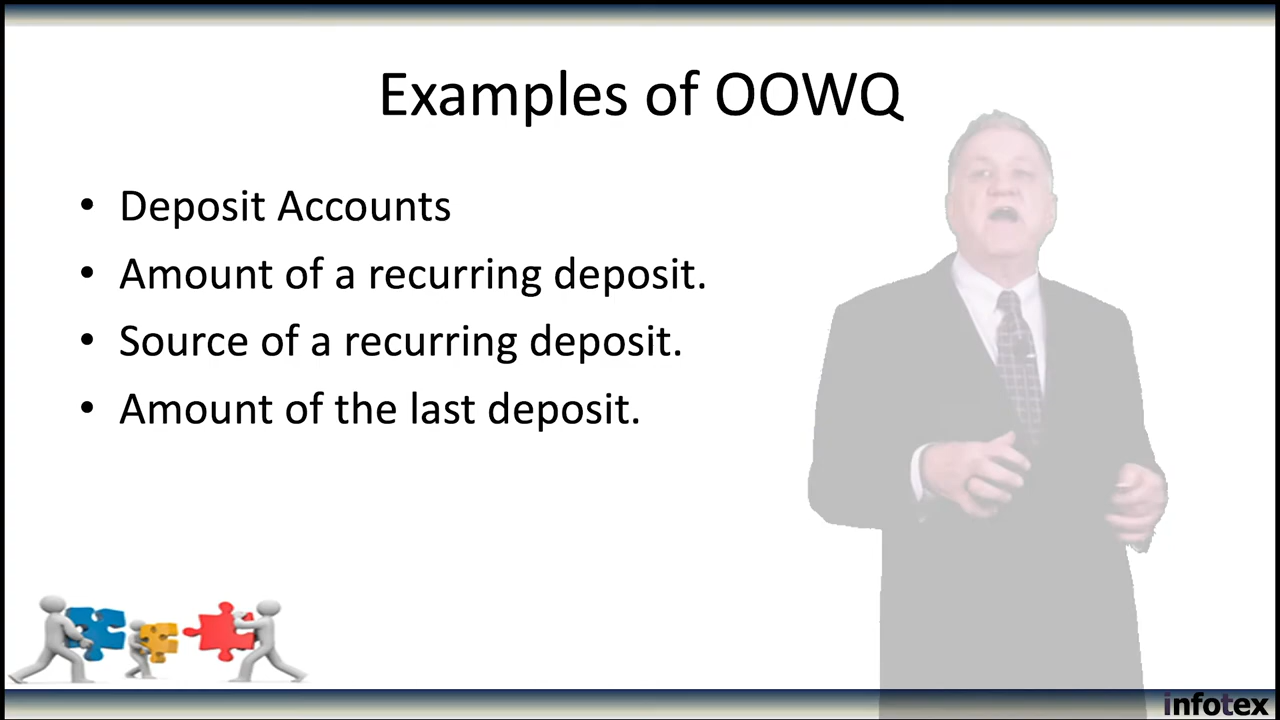 Examples of OOWQ
• Deposit Accounts
• Amount of a recurring deposit.
• Source of a recurring deposit.
• Amount of the last deposit.
infotex